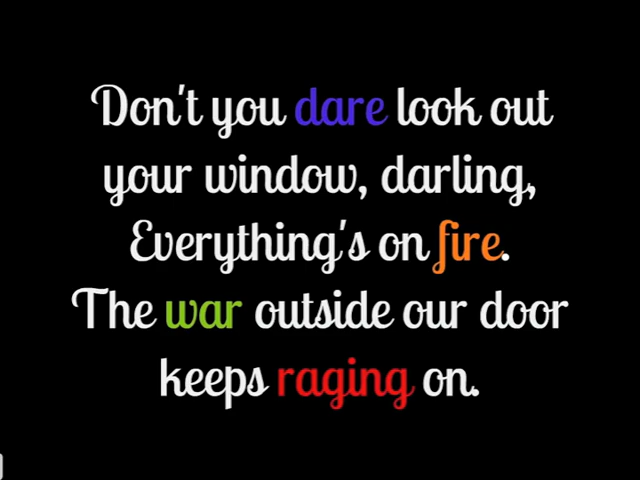 Don't you dare look out
your window, darling,
Everything's on fire.
The war outside our door
keeps raging on.